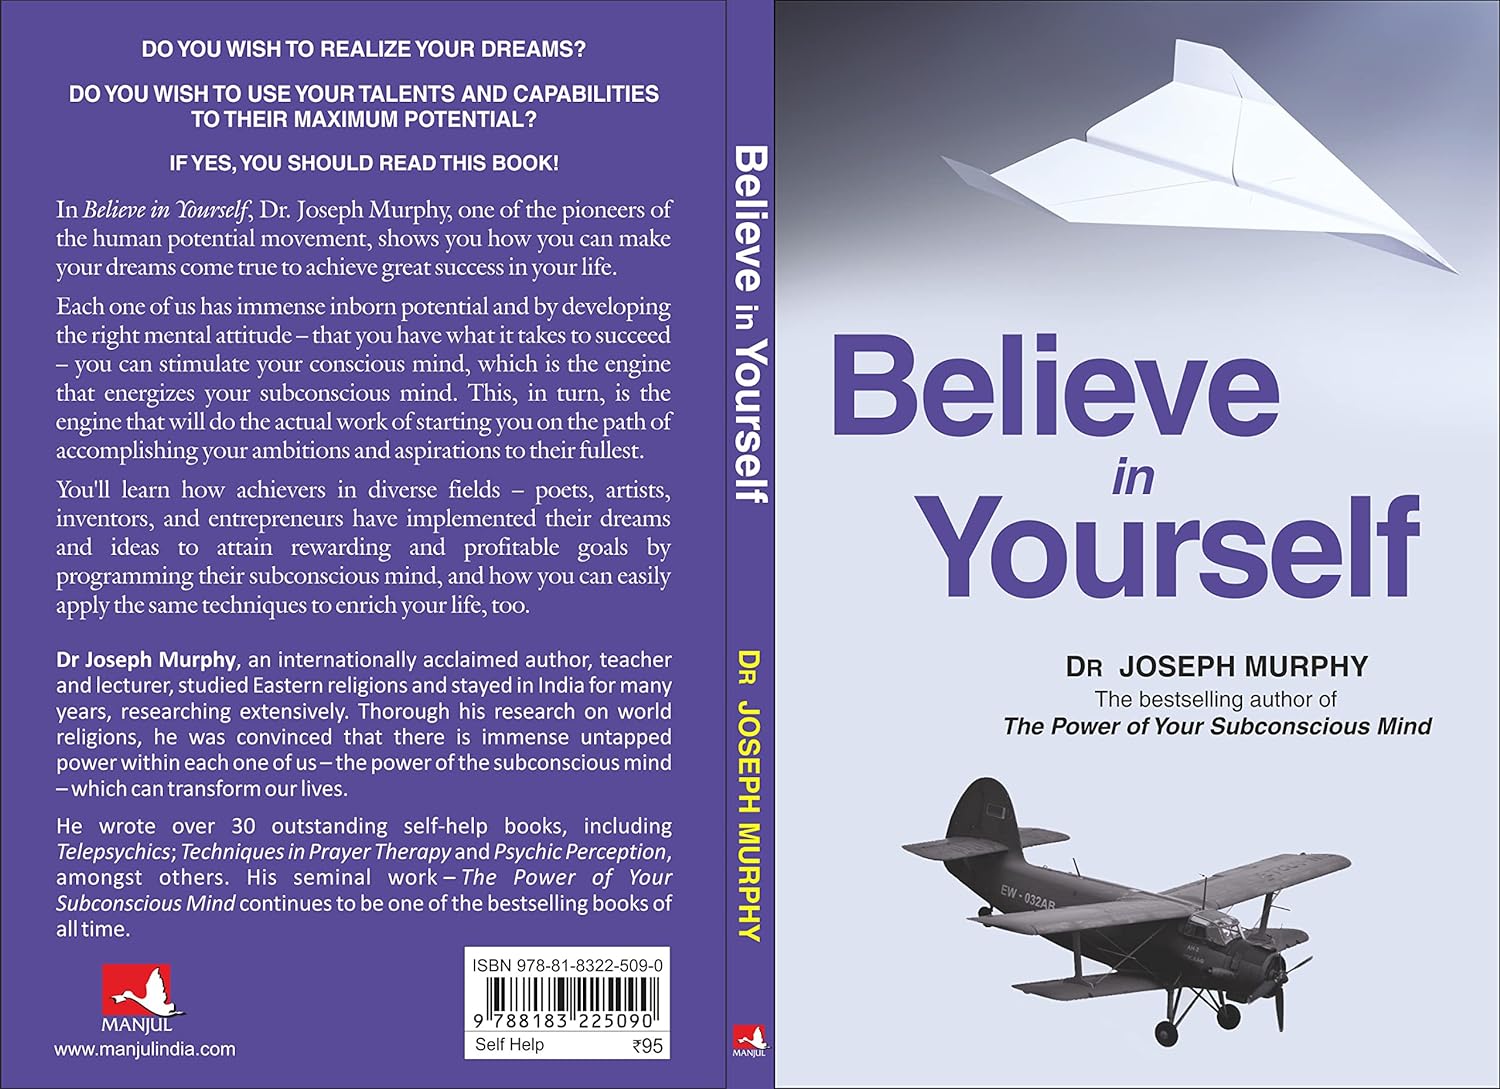 DO YOU WISH TO REALIZE YOUR DREAMS?
DO YOU WISH TO USE YOUR TALENTS AND CAPABILITIES
TO THEIR MAXIMUM POTENTIAL?
IF YES, YOU SHOULD READ THIS BOOK!
In Believe in Yourself, Dr. Joseph Murphy, one of the pioneers of
the human potential movement, shows you how you can make
your dreams come true to achieve great success in your life.
Each one of us has immense inborn potential and by developing
the right mental attitude – that you have what it takes to succeed
– you can stimulate your conscious mind, which is the engine
that energizes your subconscious mind. This, in turn, is the
engine that will do the actual work of starting you on the path of
accomplishing your ambitions and aspirations to their fullest.
You'll learn how achievers in diverse fields – poets, artists,
inventors, and entrepreneurs have implemented their dreams
and ideas to attain rewarding and profitable goals by
programming their subconscious mind, and how you can easily
apply the same techniques to enrich your life, too.
Dr Joseph Murphy, an internationally acclaimed author, teacher
and lecturer, studied Eastern religions and stayed in India for many
years, researching extensively. Thorough his research on world
religions, he was convinced that there is immense untapped
power within each one of us – the power of the subconscious mind
– which can transform our lives.
He wrote over 30 outstanding self-help books, including
Telepsychics; Techniques in Prayer Therapy and Psychic Perception,
amongst others. His seminal work – The Power of Your
Subconscious Mind continues to be one of the bestselling books of
all time.
MANJUL
www.manjulindia.com
ISBN 978-81-8322-509-0
9 788183 225090
Self Help ₹95
Believe in Yourself
DR JOSEPH MURPHY
MANJUL
Believe
in
Yourself
DR JOSEPH MURPHY
The bestselling author of
The Power of Your Subconscious Mind
EW - 032AB